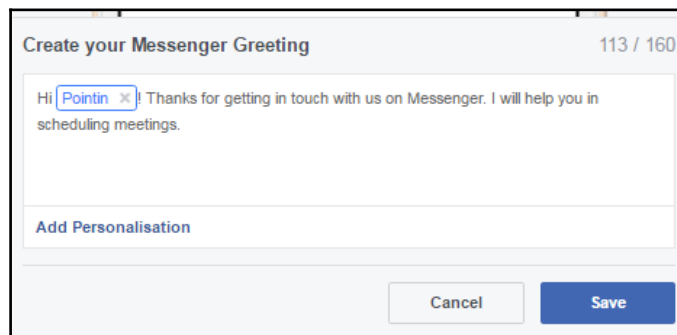 Create your Messenger Greeting 113 / 160
Hi Pointin ×! Thanks for getting in touch with us on Messenger. I will help you in
scheduling meetings.
Add Personalisation
Cancel Save